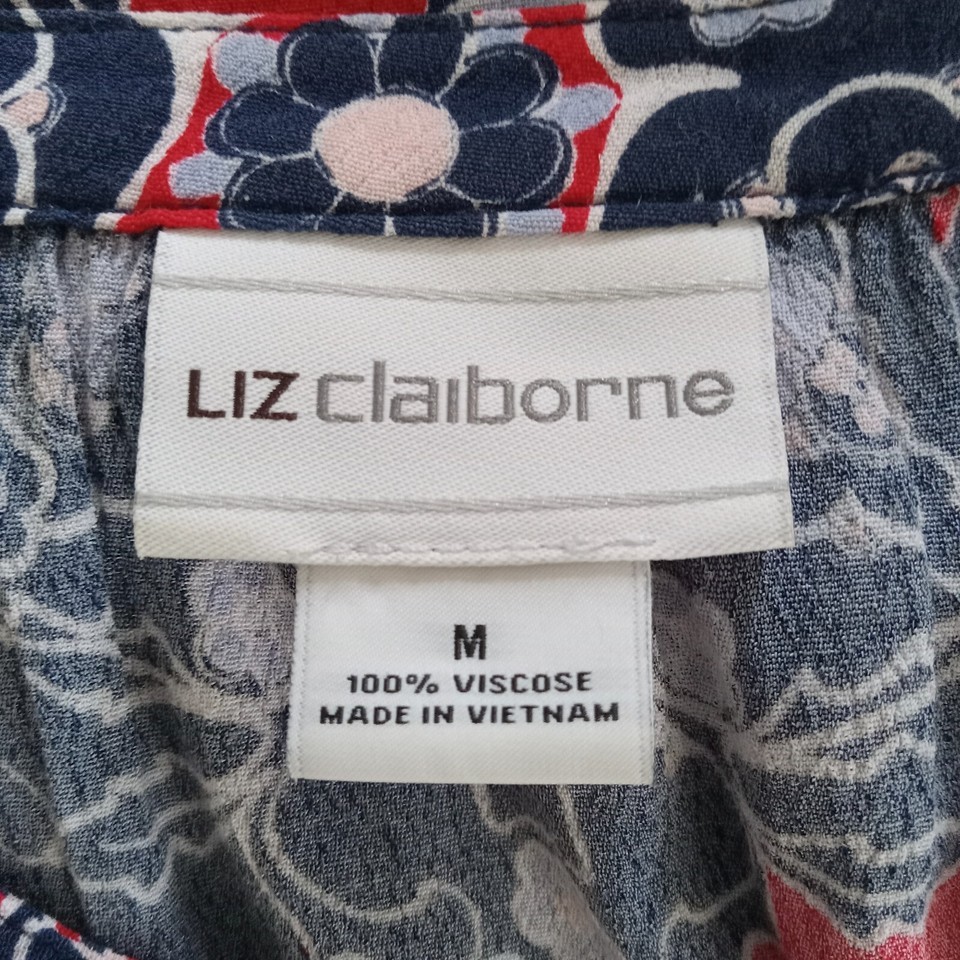 LIZ claiborne
M
100% VISCOSE
MADE IN VIETNAM